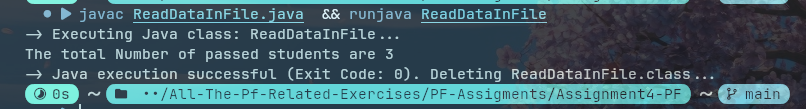 javac ReadDataInFile.java && runjava ReadDataInFile
—> Executing Java class: ReadDataInFile...
The total Number of passed students are 3
—> Java execution successful (Exit Code: 0). Deleting ReadDataInFile.class...
0s ~ ··/All-The-Pf-Related-Exercises/PF-Assigments/Assignment4-PF ~ main